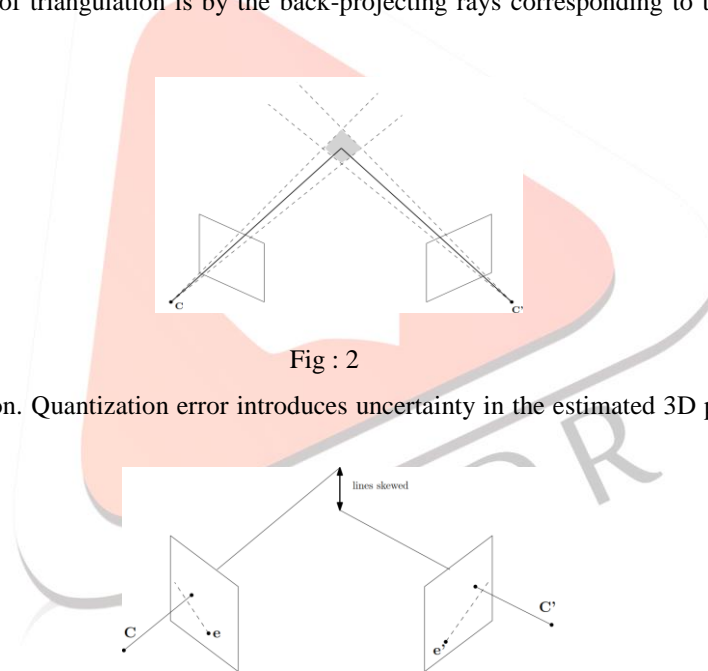 of triangulation is by the back-projecting rays corresponding to t
C
C'
Fig : 2
on. Quantization error introduces uncertainty in the estimated 3D p
R
lines skewed
C
e
C'
e'